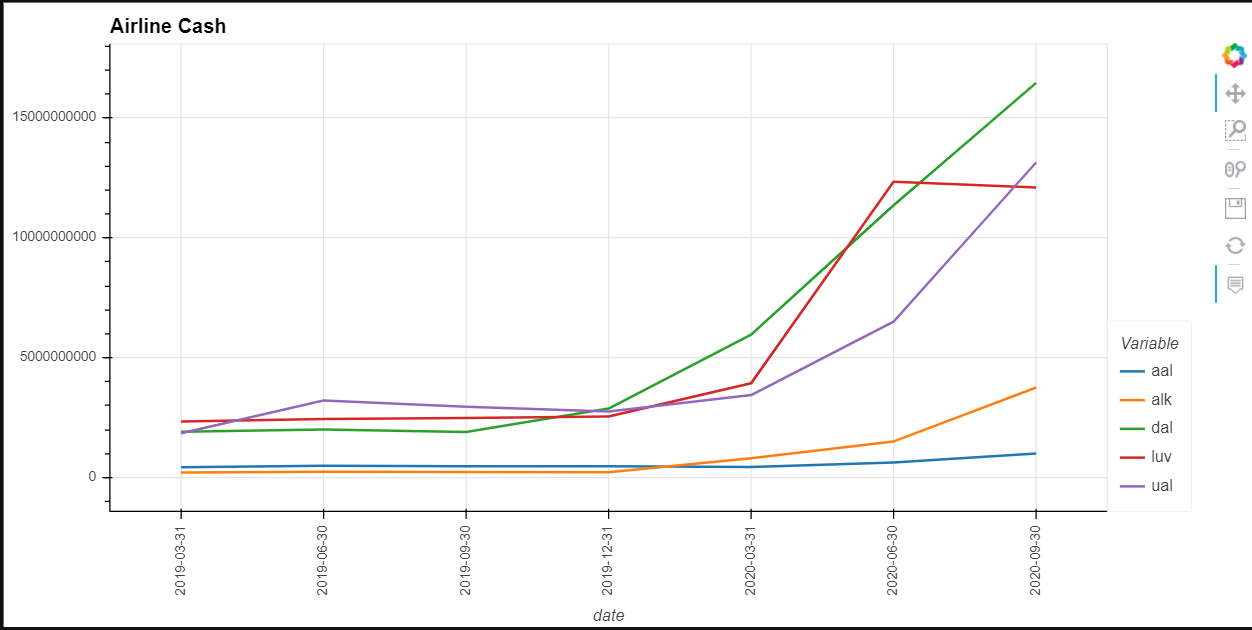 Airline Cash
15000000000
10000000000
5000000000
0
Variable
aal
alk
dal
luv
ual
2019-03-31
2019-06-30
2019-09-30
2019-12-31
2020-03-31
2020-06-30
2020-09-30
date